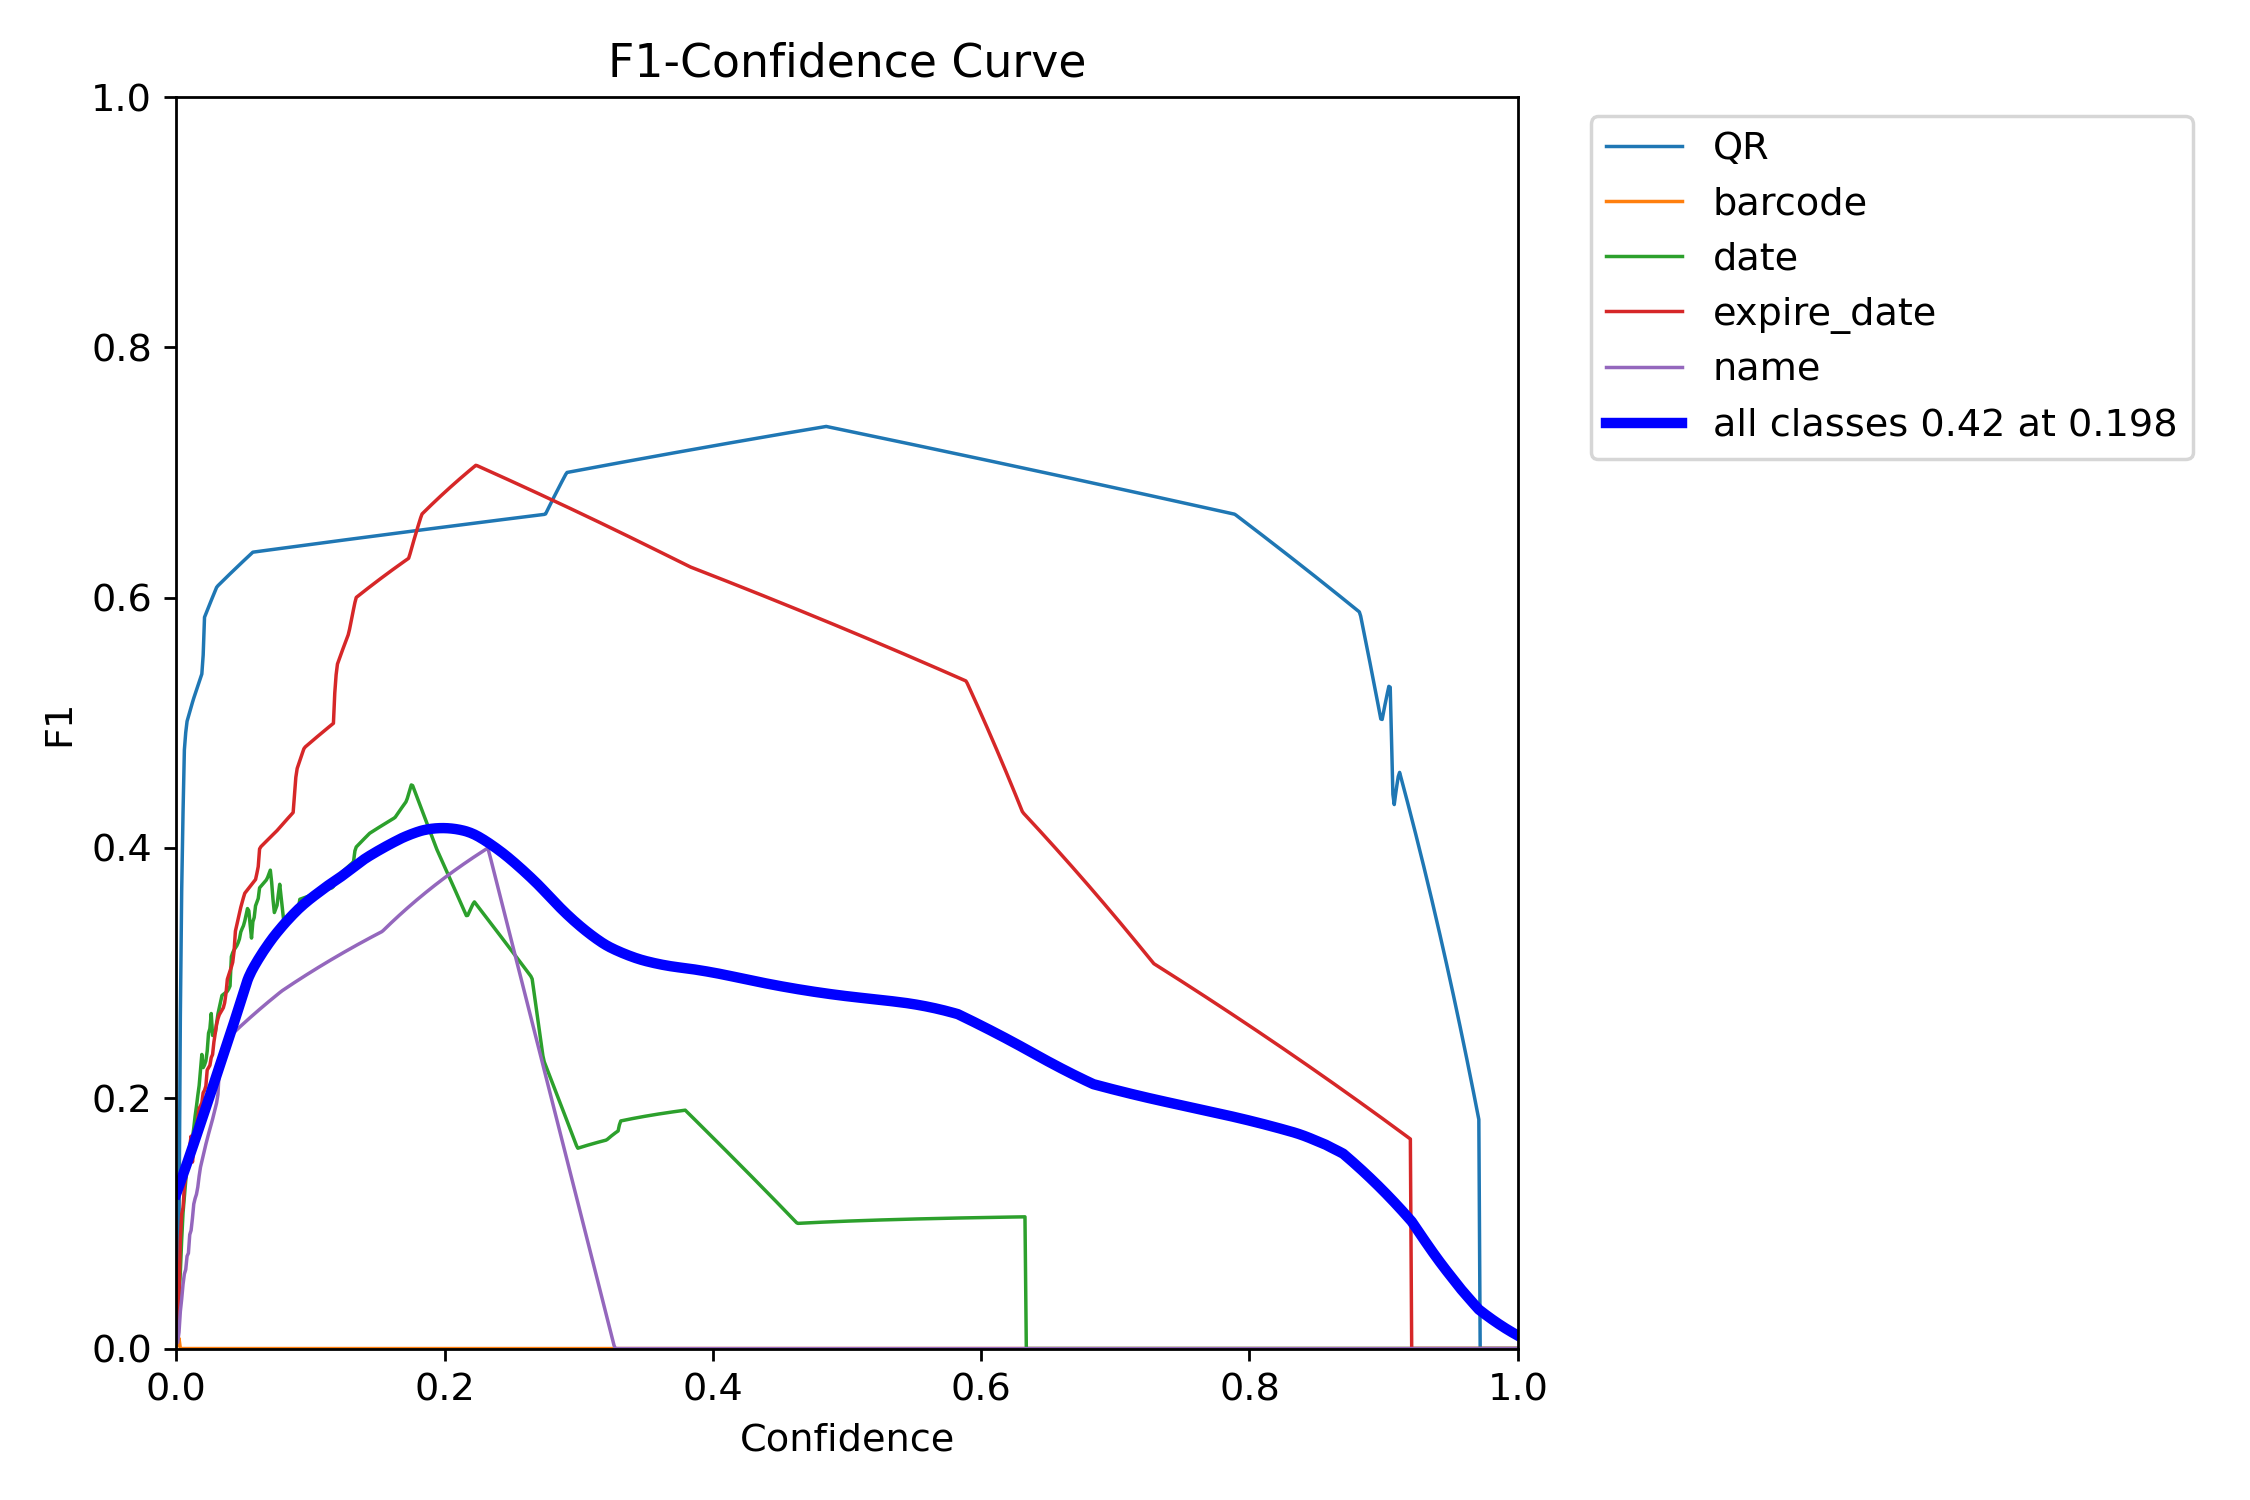 F1-Confidence Curve
1.0
0.8
0.6
0.4
0.2
0.0
F1
0.0 0.2 0.4 0.6 0.8 1.0
Confidence
QR
barcode
date
expire_date
name
all classes 0.42 at 0.198